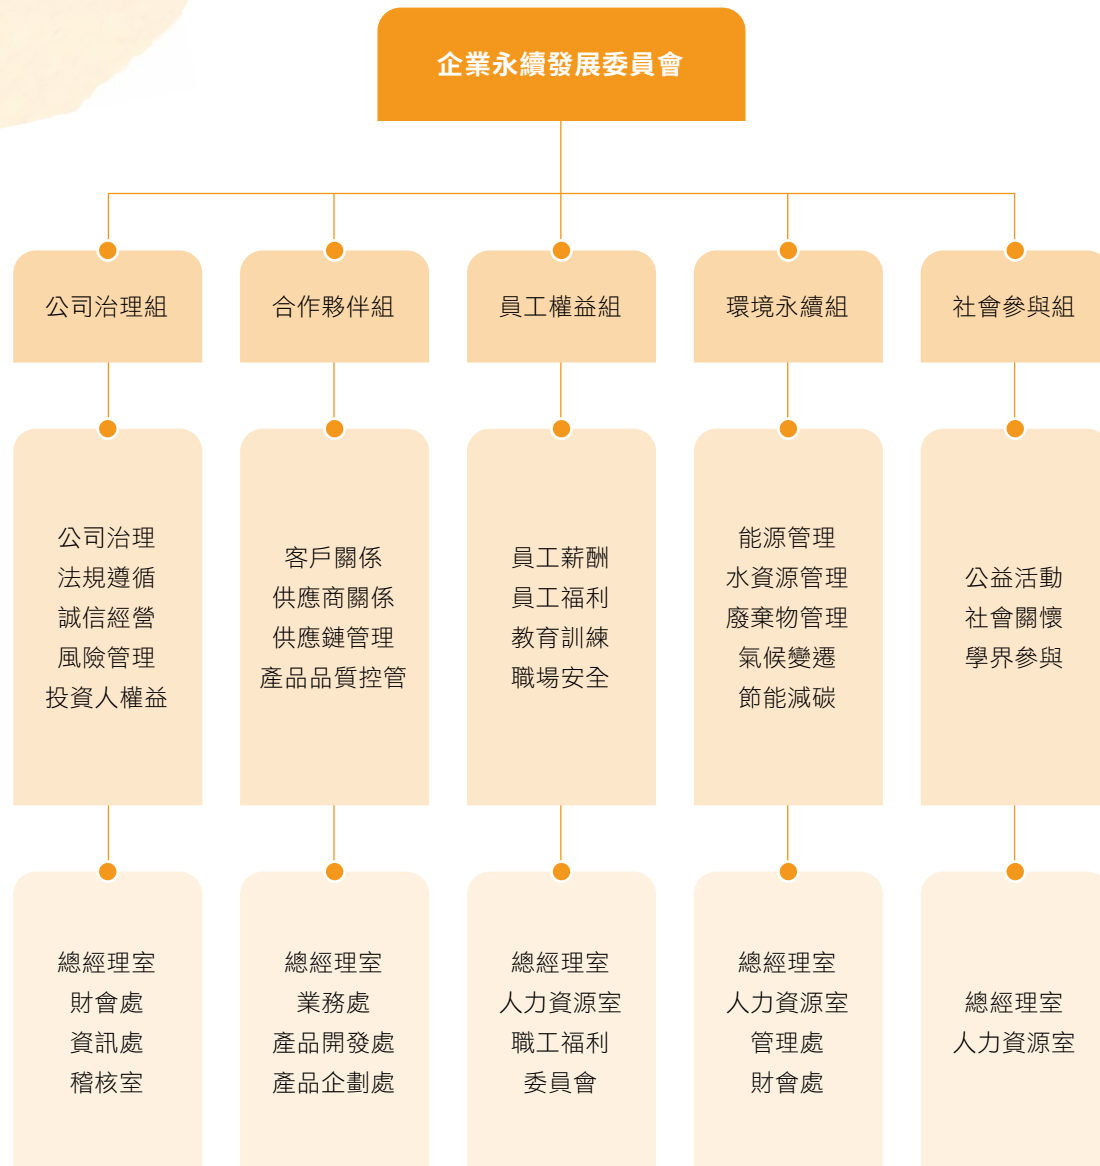 企業永續發展委員會
公司治理組
合作夥伴組
員工權益組
環境永續組
社會參與組
公司治理
法規遵循
誠信經營
風險管理
投資人權益
客戶關係
供應商關係
供應鏈管理
產品品質控管
員工薪酬
員工福利
教育訓練
職場安全
能源管理
水資源管理
廢棄物管理
氣候變遷
節能減碳
公益活動
社會關懷
學界參與
總經理室
財會處
資訊處
稽核室
總經理室
業務處
產品開發處
產品企劃處
總經理室
人力資源室
職工福利
委員會
總經理室
人力資源室
管理處
財會處
總經理室
人力資源室